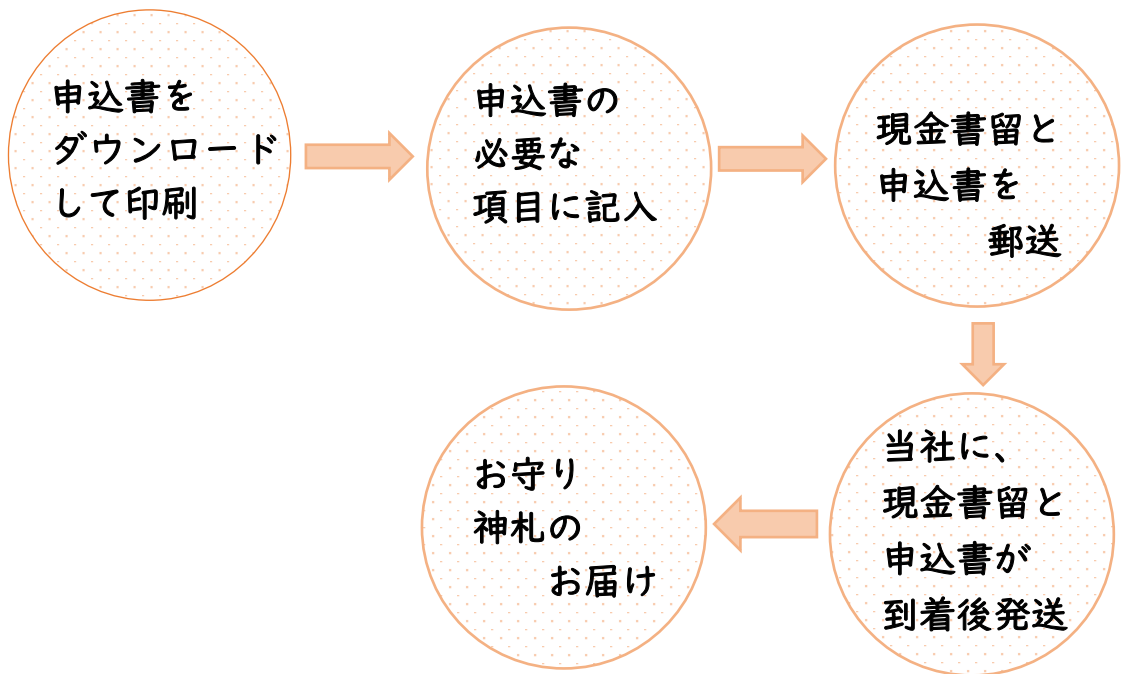 申込書を
ダウンロード
して印刷
申込書の
必要な
項目に記入
現金書留と
申込書を
郵送
当社に、
現金書留と
申込書が
到着後発送
お守り
神札の
お届け